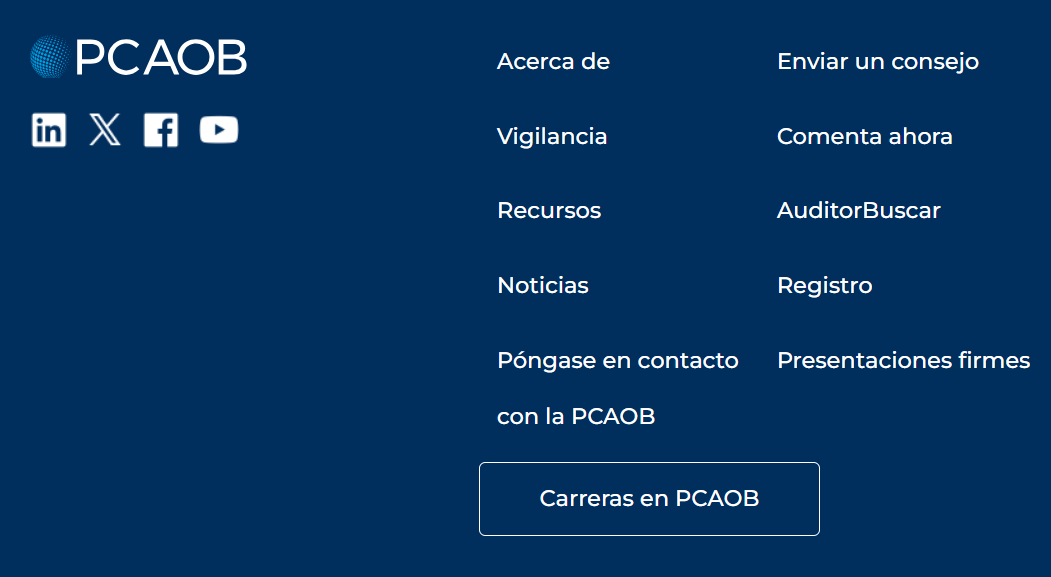 PCAOB
in X f
Acerca de
Vigilancia
Recursos
Noticias
Póngase en contacto
con la PCAOB
Enviar un consejo
Comenta ahora
AuditorBuscar
Registro
Presentaciones firmes
Carreras en PCAOB